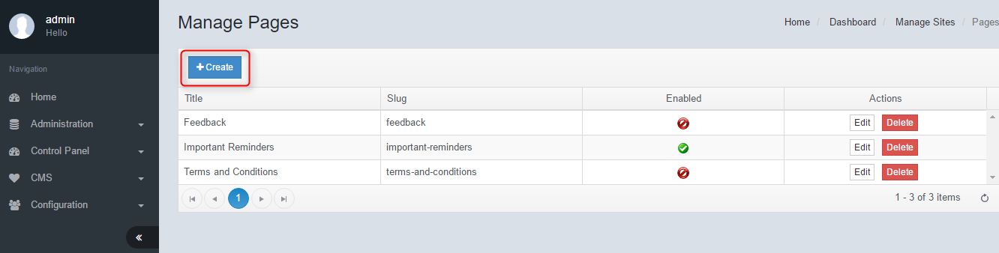 admin
Hello
Navigation
Home
Administration
Control Panel
CMS
Configuration
Manage Pages
Home / Dashboard / Manage Sites / Pages
Create
Title Slug Enabled Actions
Feedback feedback Edit Delete
Important Reminders important-reminders Edit Delete
Terms and Conditions terms-and-conditions Edit Delete
1 1 - 3 of 3 items